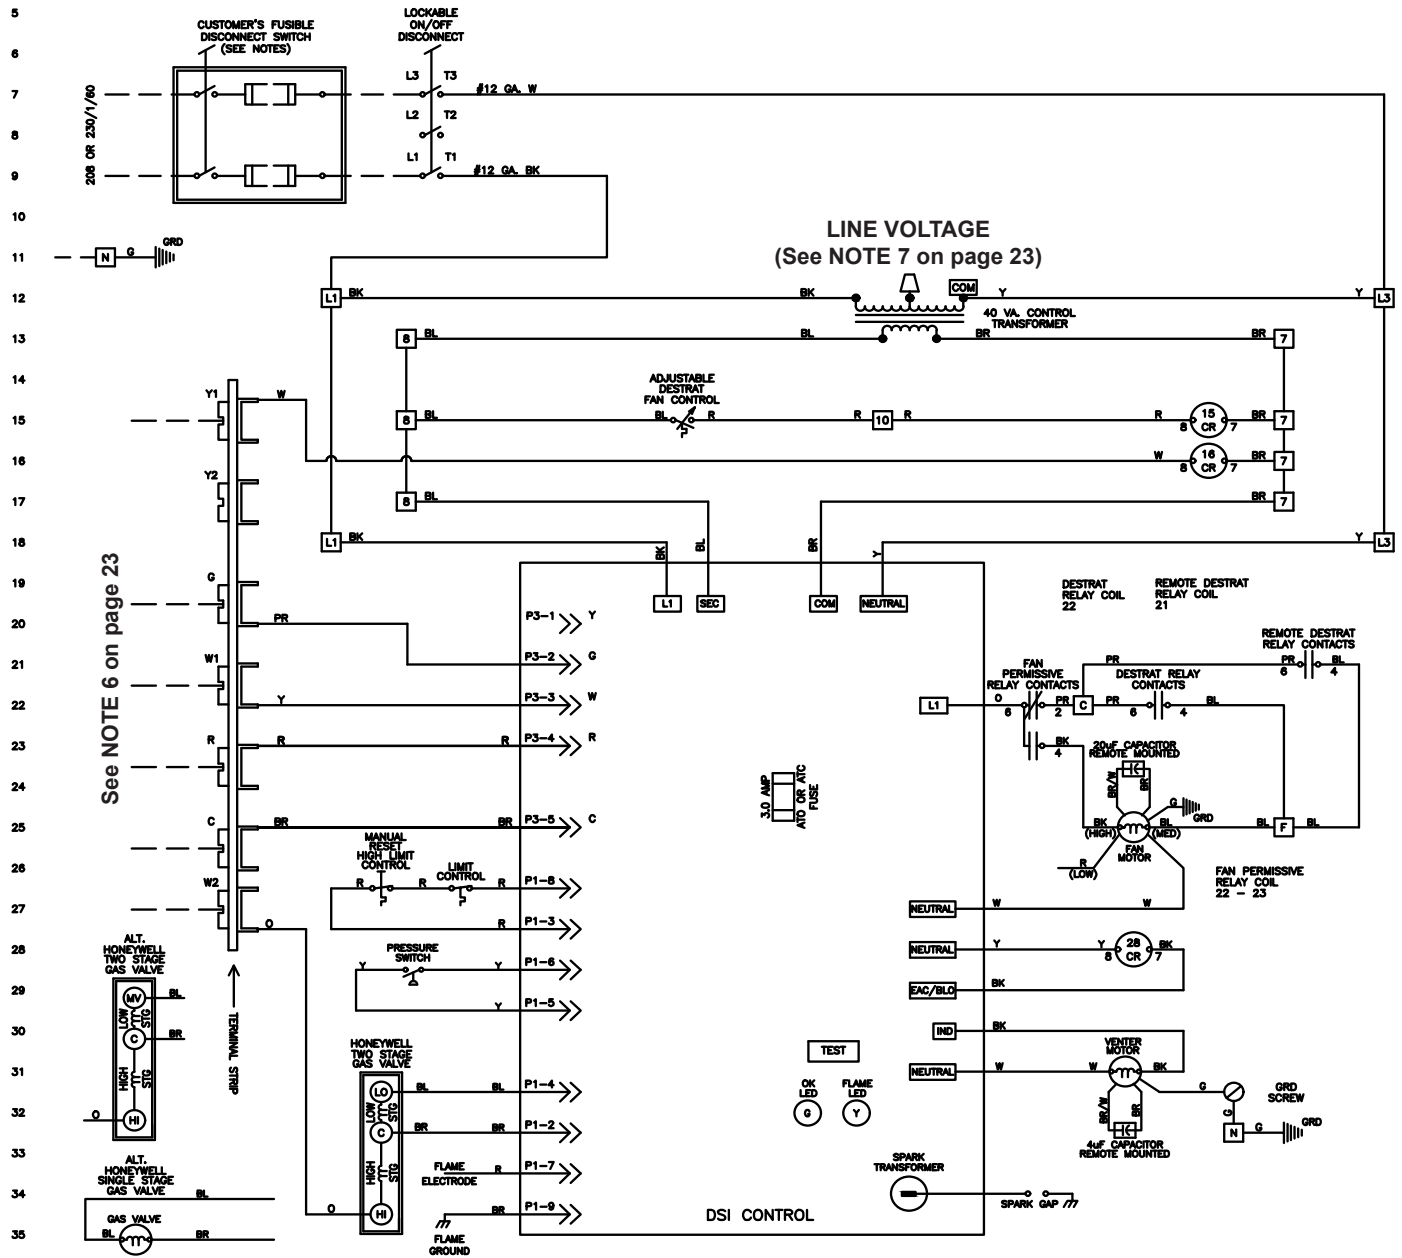 5
CUSTOMER'S FUSIBLE
DISCONNECT SWITCH
(SEE NOTES)
LOCKABLE
ON/OFF
DISCONNECT
6
L3 T3
7
#12 GA. W
208 OR 230/1/60
8
L2 T2
L1 T1
9
#12 GA. BK
10
LINE VOLTAGE
(See NOTE 7 on page 23)
11
N G GRD
12
L1 BK BK COM Y Y L3
40 VA. CONTROL
TRANSFORMER
13
8 BL BL BR BR 7
14
Y1 W
ADJUSTABLE
DESTRAT
FAN CONTROL
15
8 BL BL R R 10 R R 8 15 CR 7 BR 7
16
W 8 16 CR 7 BR 7
Y2
17
8 BL BR 7
18
L1 BK BK BL BR Y Y L3
See NOTE 6 on page 23
19
G
L1 SEC COM NEUTRAL
DESTRAT
RELAY COIL
22
REMOTE DESTRAT
RELAY COIL
21
20
PR P3-1 Y
REMOTE DESTRAT
RELAY CONTACTS
21
W1 P3-2 G
FAN
PERMISSIVE
RELAY CONTACTS
PR PR 6 BL 4
DESTRAT RELAY
CONTACTS
22
Y P3-3 W L1 O 6 PR 2 C PR 6 4 BL
23
R R R P3-4 R BK 4
20uF CAPACITOR
REMOTE MOUNTED
24
BR/W BR G GRD
3.0 AMP
ATO OR ATC
FUSE
25
C BR BR P3-5 C BK (HIGH) BL (MED) BL F BL
FAN
MOTOR
MANUAL
RESET
HIGH LIMIT
CONTROL
LIMIT
CONTROL
26
R (LOW)
FAN PERMISSIVE
RELAY COIL
22 - 23
W2 R R R P1-8
27
NEUTRAL W W
O R P1-3
28
ALT.
HONEYWELL
TWO STAGE
GAS VALVE
PRESSURE
SWITCH
NEUTRAL Y Y 8 28 CR 7 BK
Y Y P1-6
29
MV BL
LOW STG
EAC/BLO BK
Y P1-5
30
C BR
TERMINAL STRIP
HONEYWELL
TWO STAGE
GAS VALVE
TEST
IND BK
VENTER
MOTOR
31
HIGH STG
NEUTRAL W W BK
LO BL BL P1-4
LOW STG
OK
LED
FLAME
LED
G Y
32
O HI
BR/W BR
G GRD
SCREW
G
N G GRD
C BR BR P1-2
4uF CAPACITOR
REMOTE MOUNTED
33
ALT.
HONEYWELL
SINGLE STAGE
GAS VALVE
HIGH STG
FLAME
ELECTRODE
R P1-7
SPARK
TRANSFORMER
34
BL
SPARK GAP
O HI BR P1-9
FLAME
GROUND
DSI CONTROL
35
GAS VALVE
BL BR